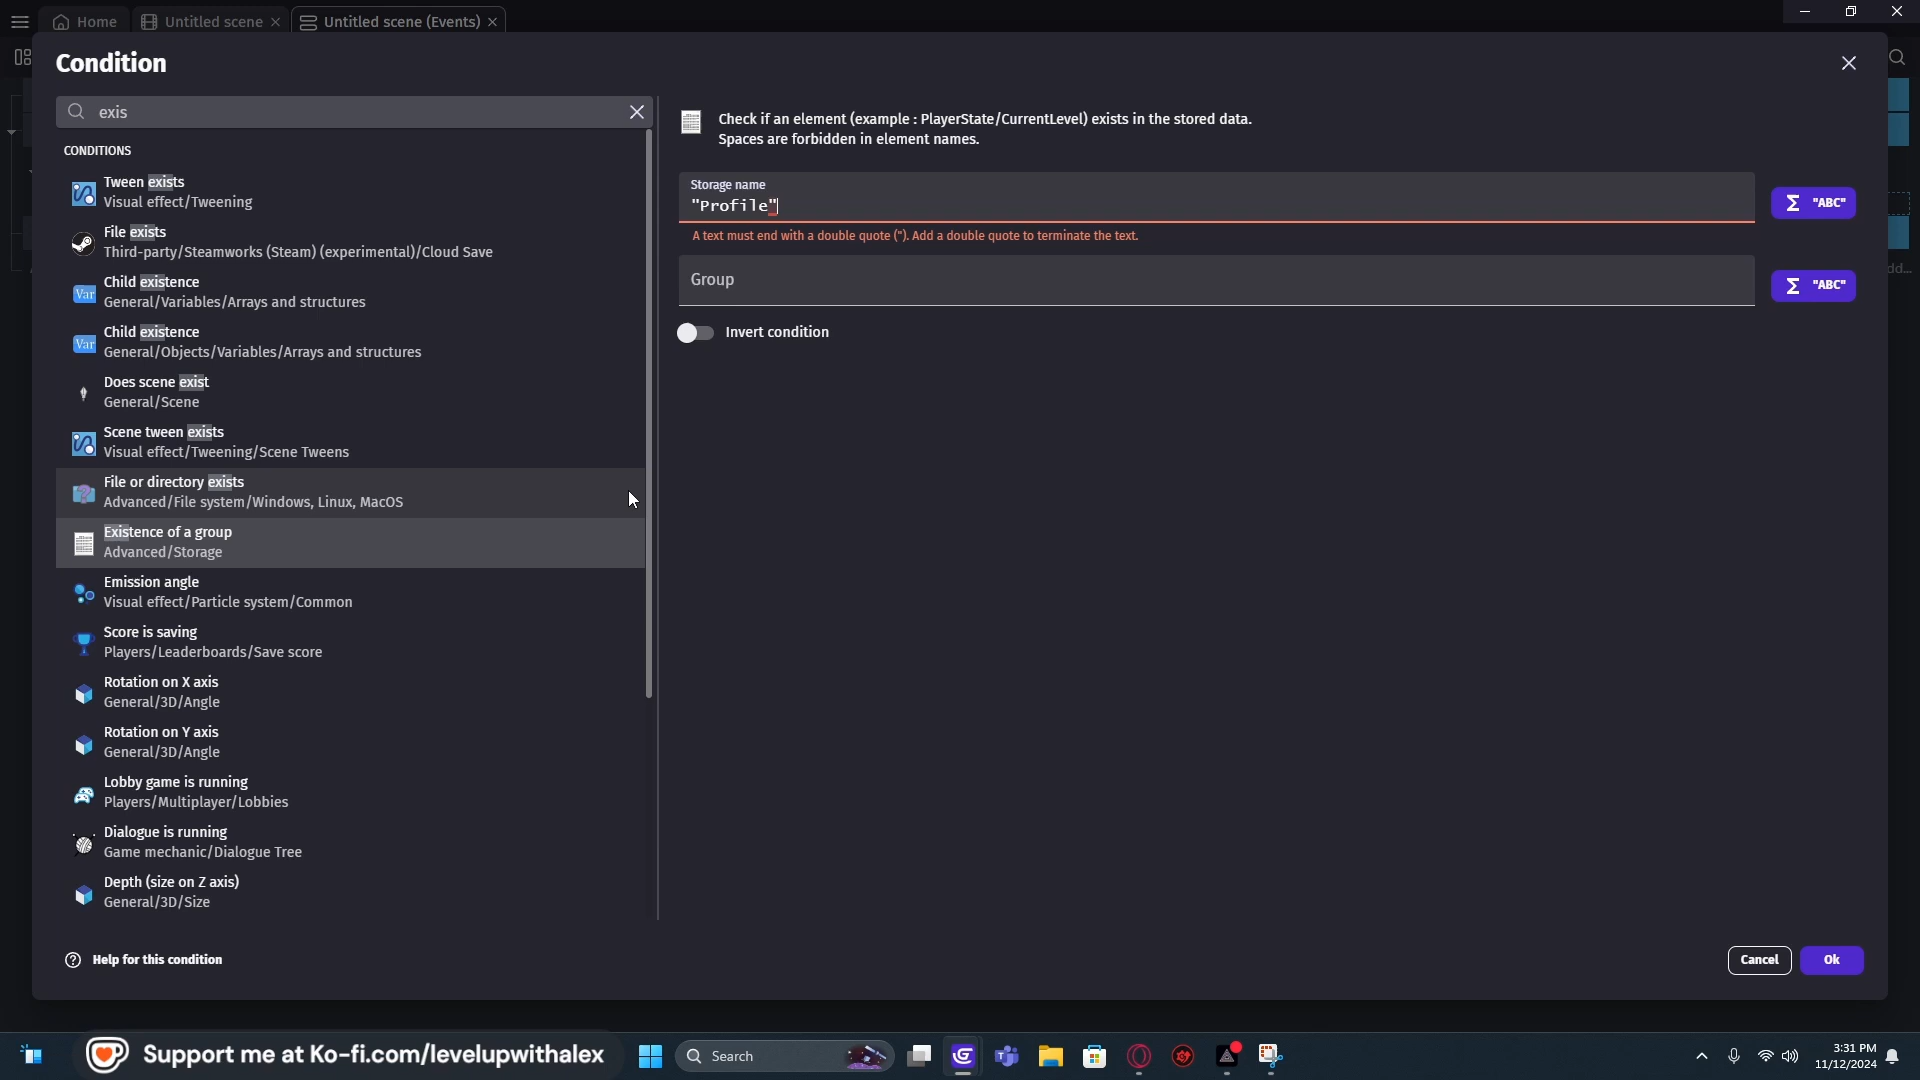 Home
Untitled scene
Untitled scene (Events)
Condition
exis
CONDITIONS
Tween exists
Visual effect/Tweening
File exists
Third-party/Steamworks (Steam) (experimental)/Cloud Save
Child existence
General/Variables/Arrays and structures
Child existence
General/Objects/Variables/Arrays and structures
Does scene exist
General/Scene
Scene tween exists
Visual effect/Tweening/Scene Tweens
File or directory exists
Advanced/File system/Windows, Linux, MacOS
Existence of a group
Advanced/Storage
Emission angle
Visual effect/Particle system/Common
Score is saving
Players/Leaderboards/Save score
Rotation on X axis
General/3D/Angle
Rotation on Y axis
General/3D/Angle
Lobby game is running
Players/Multiplayer/Lobbies
Dialogue is running
Game mechanic/Dialogue Tree
Depth (size on Z axis)
General/3D/Size
Check if an element (example : PlayerState/CurrentLevel) exists in the stored data.
Spaces are forbidden in element names.
Storage name
"Profile"
Σ "ABC"
A text must end with a double quote ("). Add a double quote to terminate the text.
Group
Σ "ABC"
Invert condition
Help for this condition
Cancel
Ok
Support me at Ko-fi.com/levelupwithalex
Search
3:31 PM
11/12/2024